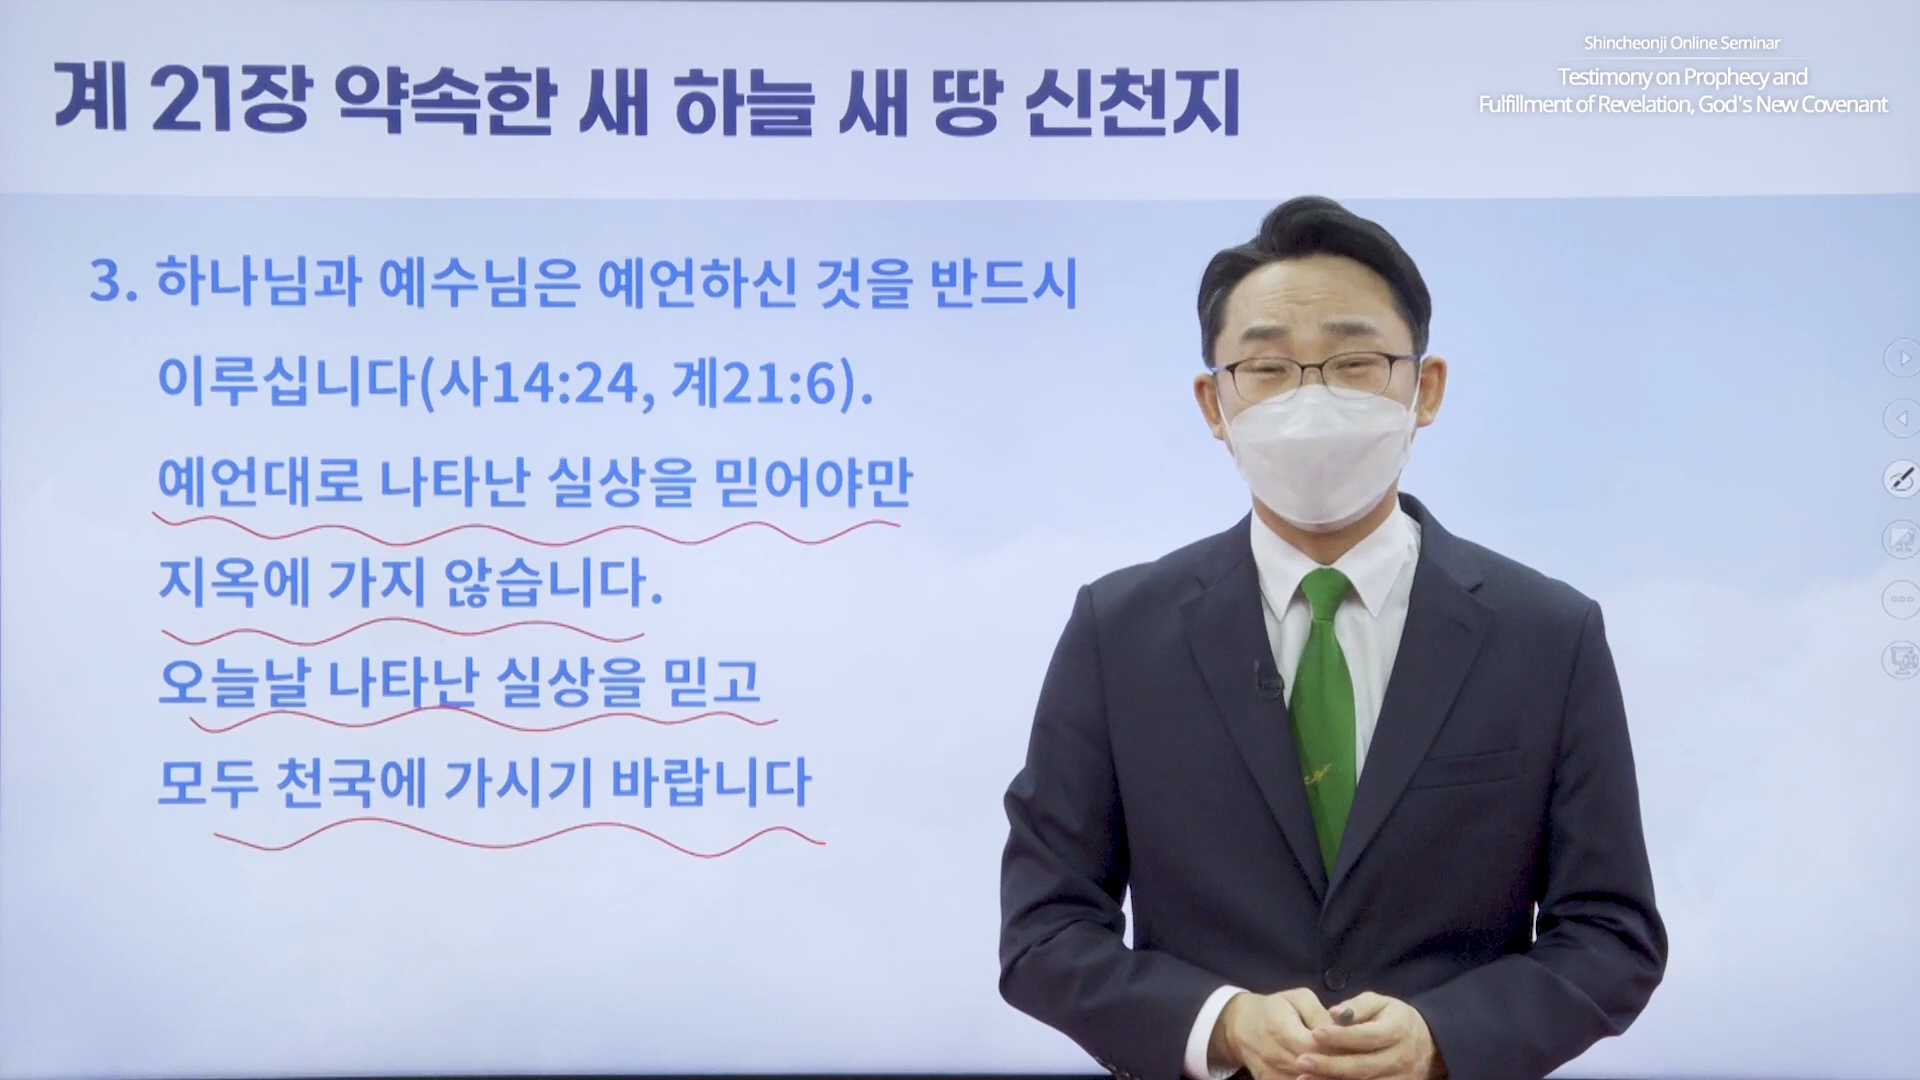 계 21장 약속한 새 하늘 새 땅 신천지
Shincheonji Online Seminar
Testimony on Prophecy and
Fulfillment of Revelation, God's New Covenant
3. 하나님과 예수님은 예언하신 것을 반드시
이루십니다(사14:24, 계21:6).
예언대로 나타난 실상을 믿어야만
지옥에 가지 않습니다.
오늘날 나타난 실상을 믿고
모두 천국에 가시기 바랍니다